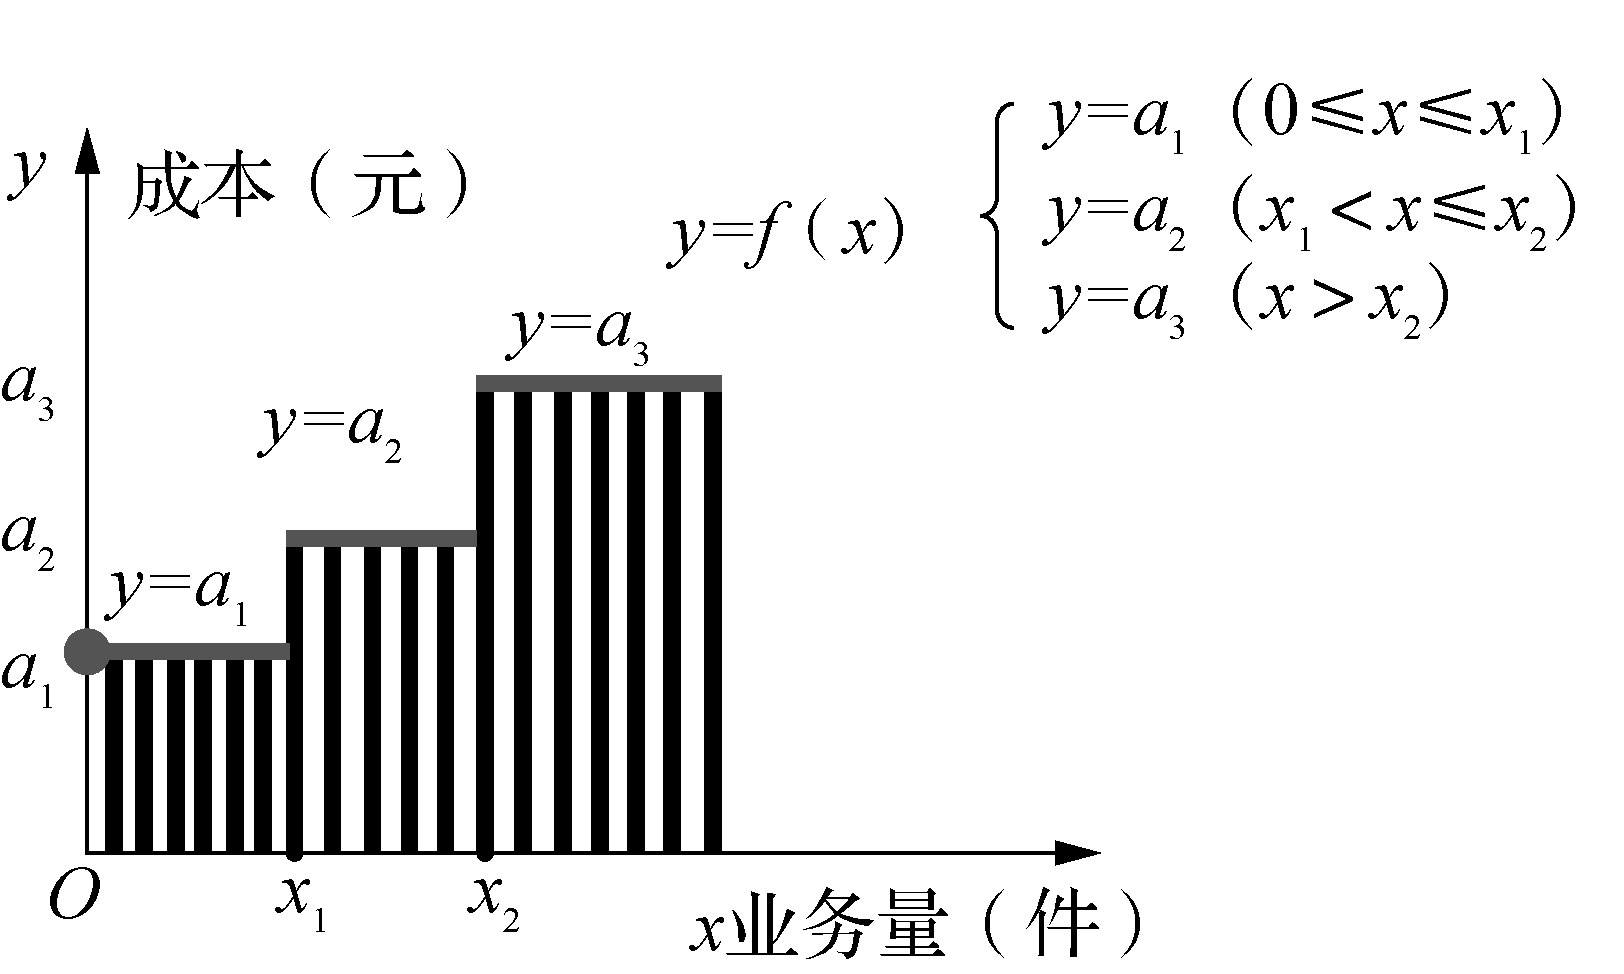 y=a₁（0≤x≤x₁）
y 成本（元）
y=f（x）
y=a₂（x₁<x≤x₂）
y=a₃（x>x₂）
y=a₃
a₃
y=a₂
a₂
y=a₁
a₁
O x₁ x₂
x业务量（件）